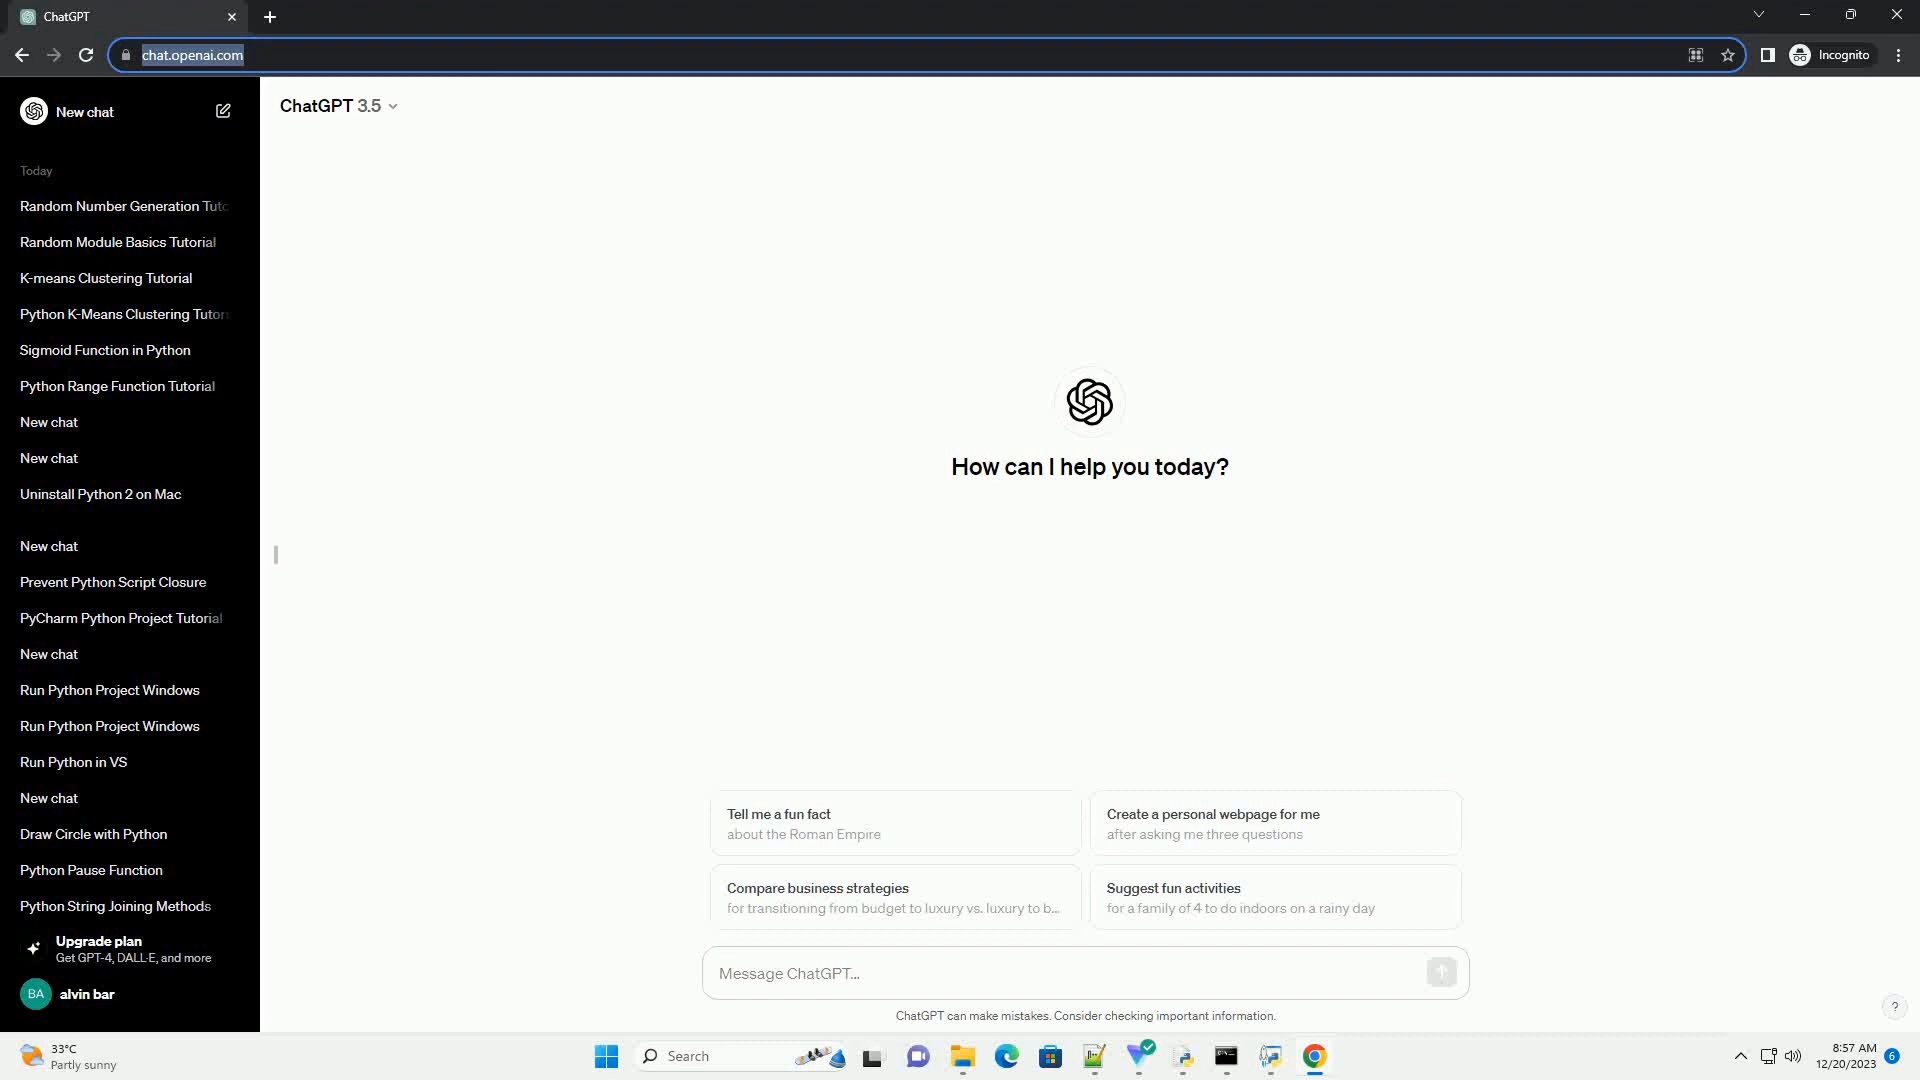 ChatGPT
chat.openai.com
Incognito
New chat
ChatGPT 3.5
Today
Random Number Generation Tuto
Random Module Basics Tutorial
K-means Clustering Tutorial
Python K-Means Clustering Tutori
Sigmoid Function in Python
Python Range Function Tutorial
New chat
New chat
Uninstall Python 2 on Mac
New chat
Prevent Python Script Closure
PyCharm Python Project Tutorial
New chat
Run Python Project Windows
Run Python Project Windows
Run Python in VS
New chat
Draw Circle with Python
Python Pause Function
Python String Joining Methods
Upgrade plan
Get GPT-4, DALL·E, and more
BA alvin bar
How can I help you today?
Tell me a fun fact
about the Roman Empire
Create a personal webpage for me
after asking me three questions
Compare business strategies
for transitioning from budget to luxury vs. luxury to b...
Suggest fun activities
for a family of 4 to do indoors on a rainy day
Message ChatGPT...
ChatGPT can make mistakes. Consider checking important information.
?
33°C
Partly sunny
Search
8:57 AM
12/20/2023
6